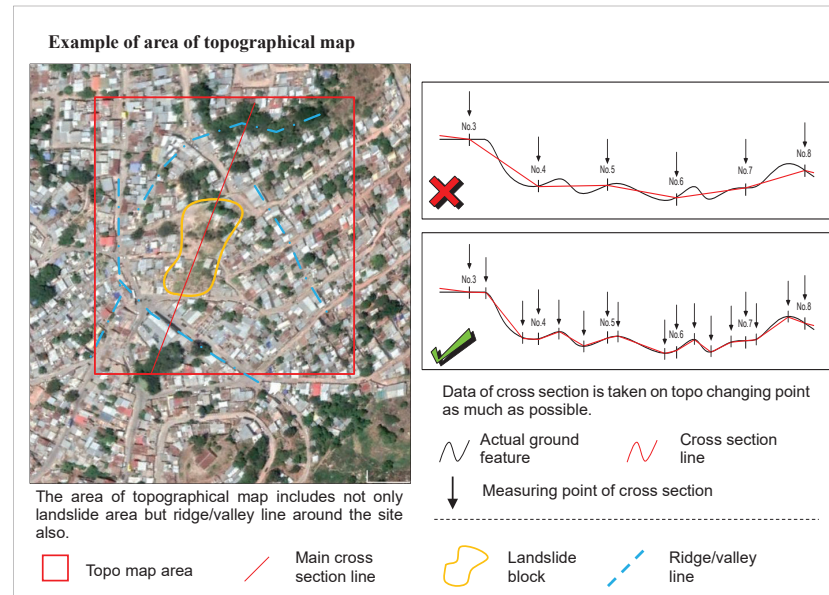 Example of area of topographical map
No.3
No.4
No.5
No.6
No.7
No.8
No.3
No.4
No.5
No.6
No.7
No.8
Data of cross section is taken on topo changing point
as much as possible.
Actual ground
feature
Cross section
line
Measuring point of cross section
The area of topographical map includes not only
landslide area but ridge/valley line around the site
also.
Topo map area
Main cross
section line
Landslide
block
Ridge/valley
line